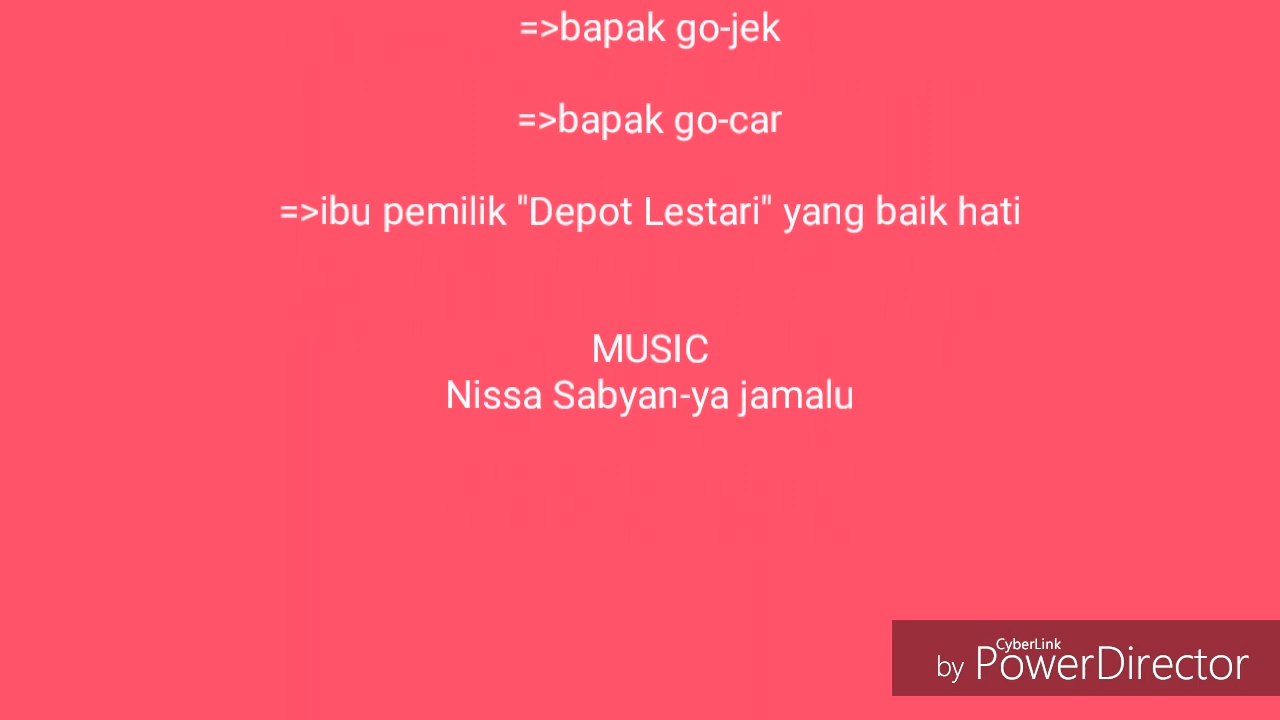 =>bapak go-jek
=>bapak go-car
=>ibu pemilik "Depot Lestari" yang baik hati
MUSIC
Nissa Sabyan-ya jamalu
CyberLink
by PowerDirector